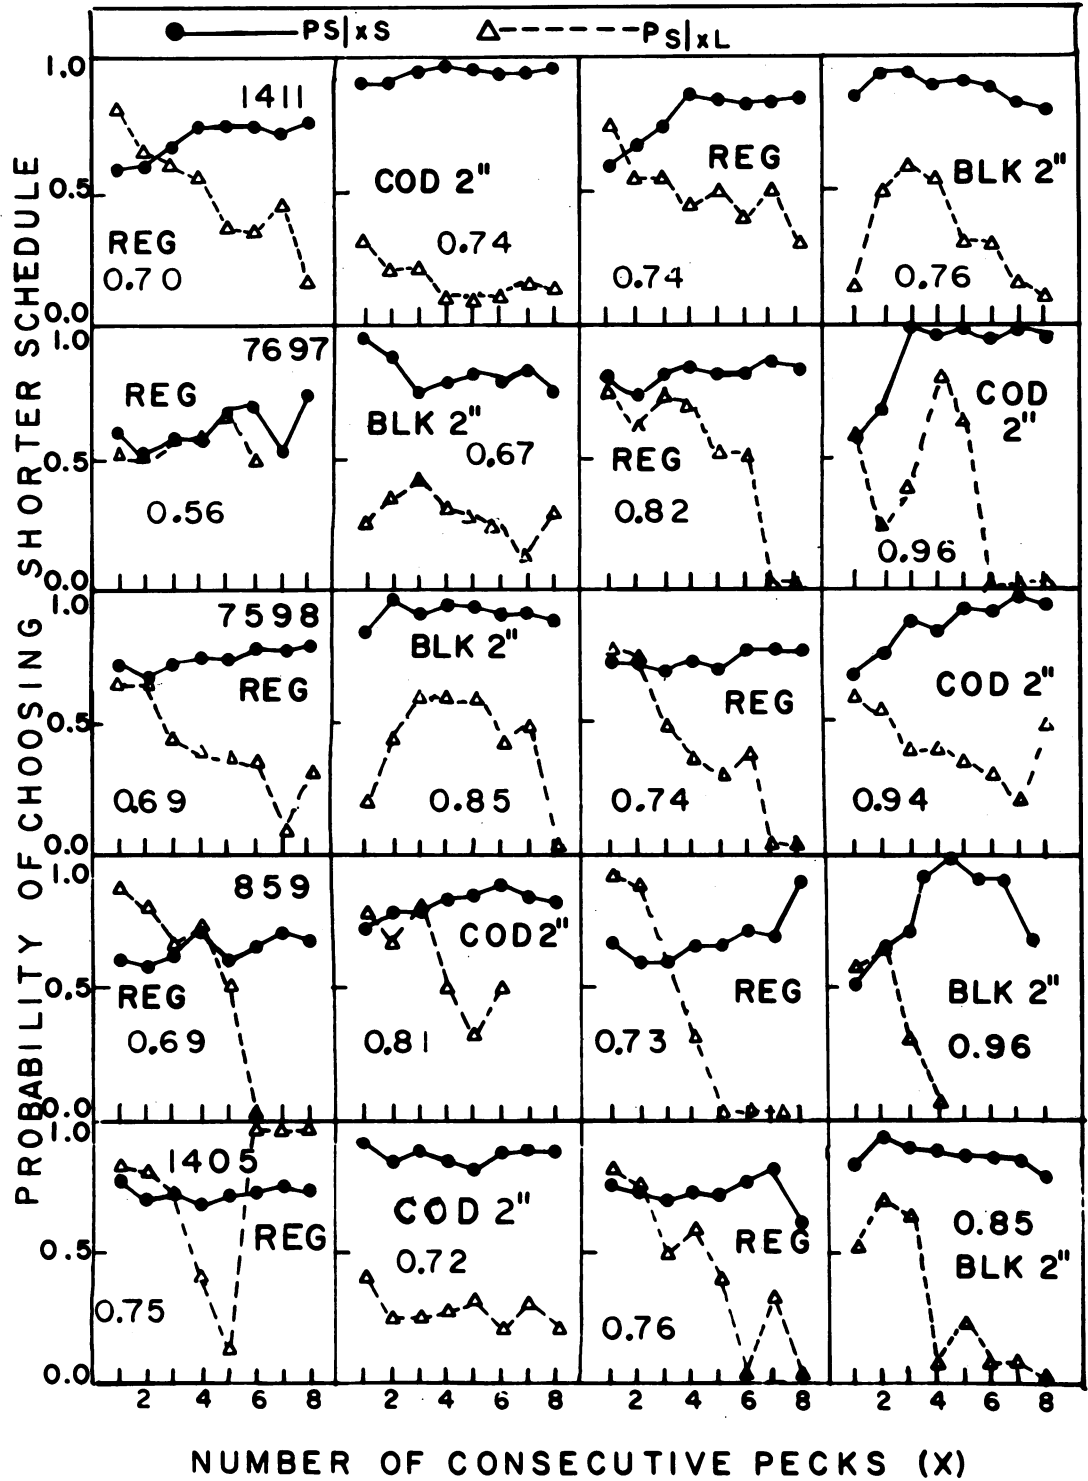 PS|xS PS|xL
PROBABILITY OF CHOOSING SHORTER SCHEDULE
1.0 0.5 0.0
1411
REG
0.70
COD 2"
0.74
REG
0.74
BLK 2"
0.76
1.0 0.5 0.0
7697
REG
0.56
BLK 2"
0.67
REG
0.82
COD
2"
0.96
1.0 0.5 0.0
7598
REG
0.69
BLK 2"
0.85
REG
0.74
COD 2"
0.94
1.0 0.5 0.0
859
REG
0.69
COD 2"
0.81
REG
0.73
BLK 2"
0.96
1.0 0.5 0.0
1405
REG
0.75
COD 2"
0.72
REG
0.76
0.85
BLK 2"
2 4 6 8 2 4 6 8 2 4 6 8 2 4 6 8
NUMBER OF CONSECUTIVE PECKS (X)